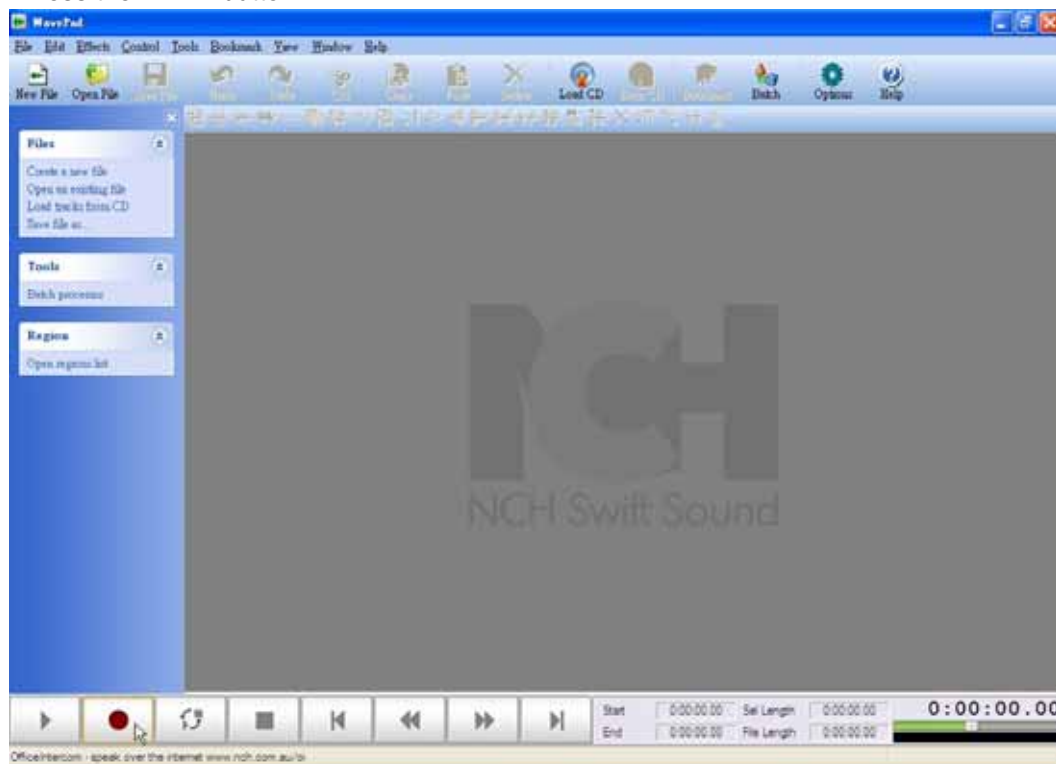 WavePad
File Edit Effects Control Tools Bookmark View Window Help
New File Open File Load CD Batch Options Help
Files
Create a new file
Open an existing file
Load tracks from CD
Save file as...
Tools
Batch process
Region
Open regions list
NCH
NCH Swift Sound
Start 0:00:00.00 Sel Length 0:00:00.00 0:00:00.00
End 0:00:00.00 File Length 0:00:00.00
OfficeIntercom - speak over the internet www.nch.com.au/oi